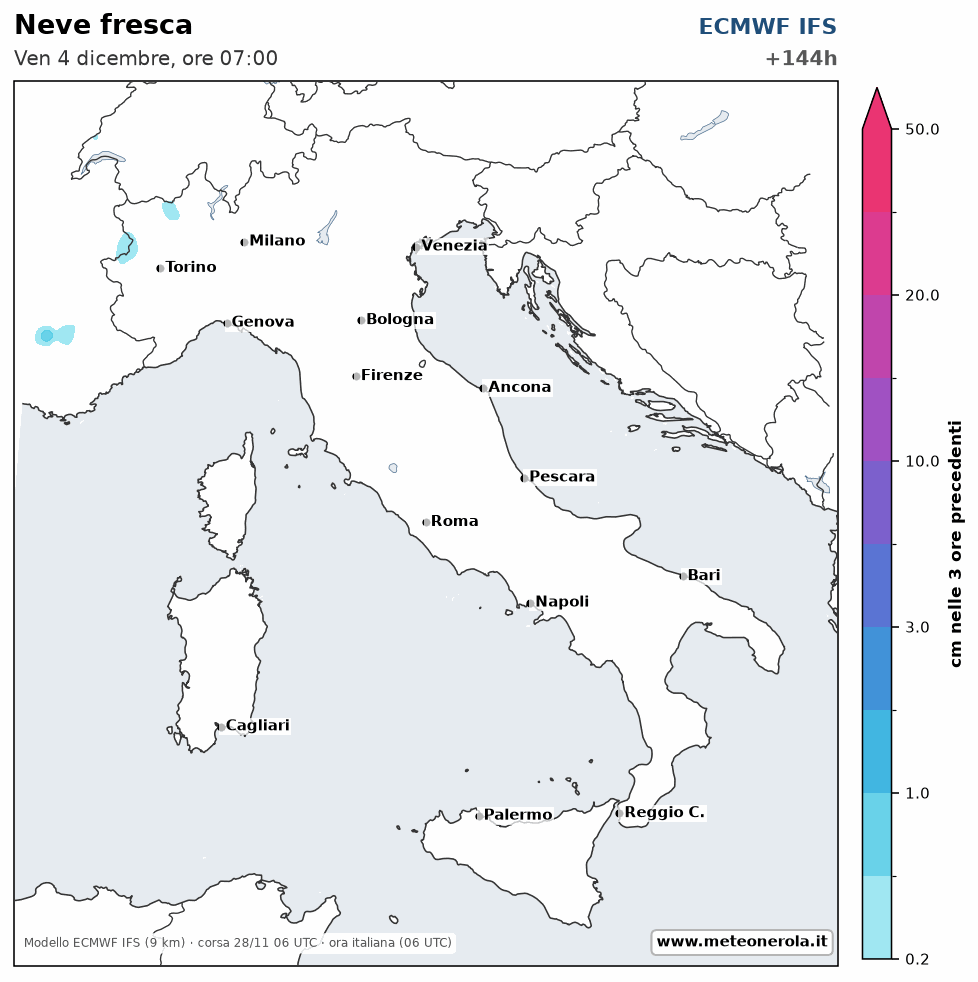 Neve fresca
ECMWF IFS
Ven 4 dicembre, ore 07:00
+144h
50.0
20.0
10.0
3.0
1.0
0.2
cm nelle 3 ore precedenti
Milano
Venezia
Torino
Genova
Bologna
Firenze
Ancona
Pescara
Roma
Bari
Napoli
Cagliari
Palermo
Reggio C.
Modello ECMWF IFS (9 km) · corsa 28/11 06 UTC · ora italiana (06 UTC)
www.meteonerola.it